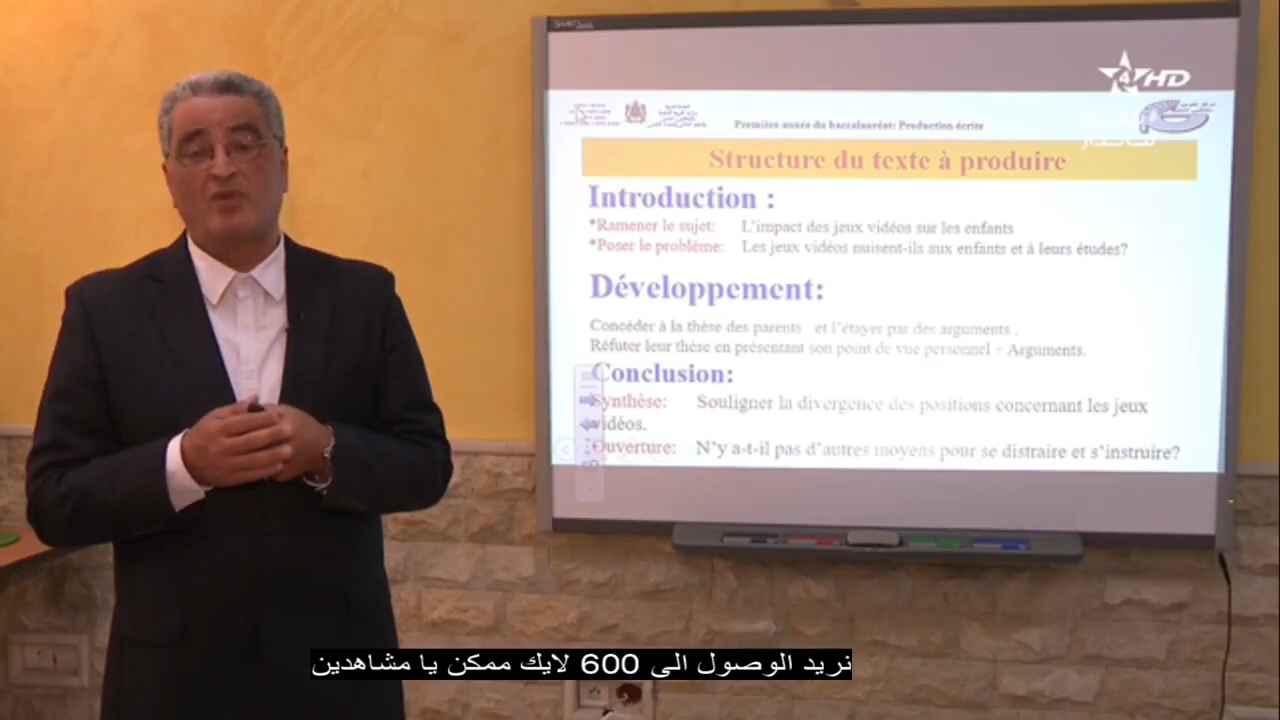 4HD
Première année du baccalauréat: Production écrite
Structure du texte à produire
Introduction :
*Ramener le sujet: L'impact des jeux vidéos sur les enfants
*Poser le problème: Les jeux vidéos nuisent-ils aux enfants et à leurs études?
Développement:
Concéder à la thèse des parents et l'étayer par des arguments .
Réfuter leur thèse en présentant son point de vue personnel + Arguments.
Conclusion:
Synthèse: Souligner la divergence des positions concernant les jeux
vidéos.
Ouverture: N'y a-t-il pas d'autres moyens pour se distraire et s'instruire?
نريد الوصول الى 600 لايك ممكن يا مشاهدين